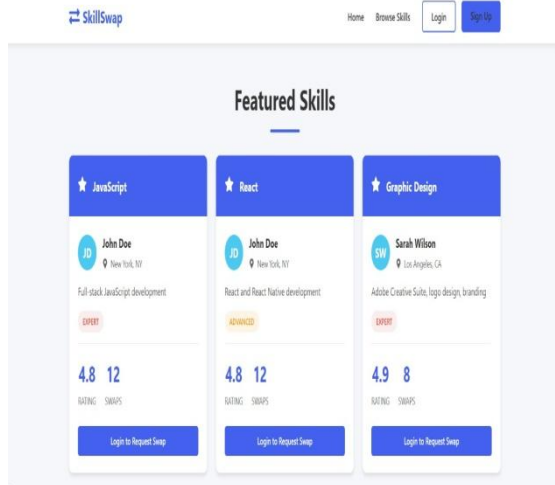 SkillSwap
Home Browse Skills Login Sign Up
Featured Skills
JavaScript
JD
John Doe
New York, NY
Full-stack JavaScript development
EXPERT
4.8 12
RATING SWAPS
Login to Request Swap
React
JD
John Doe
New York, NY
React and React Native development
ADVANCED
4.8 12
RATING SWAPS
Login to Request Swap
Graphic Design
SW
Sarah Wilson
Los Angeles, CA
Adobe Creative Suite, logo design, branding
EXPERT
4.9 8
RATING SWAPS
Login to Request Swap